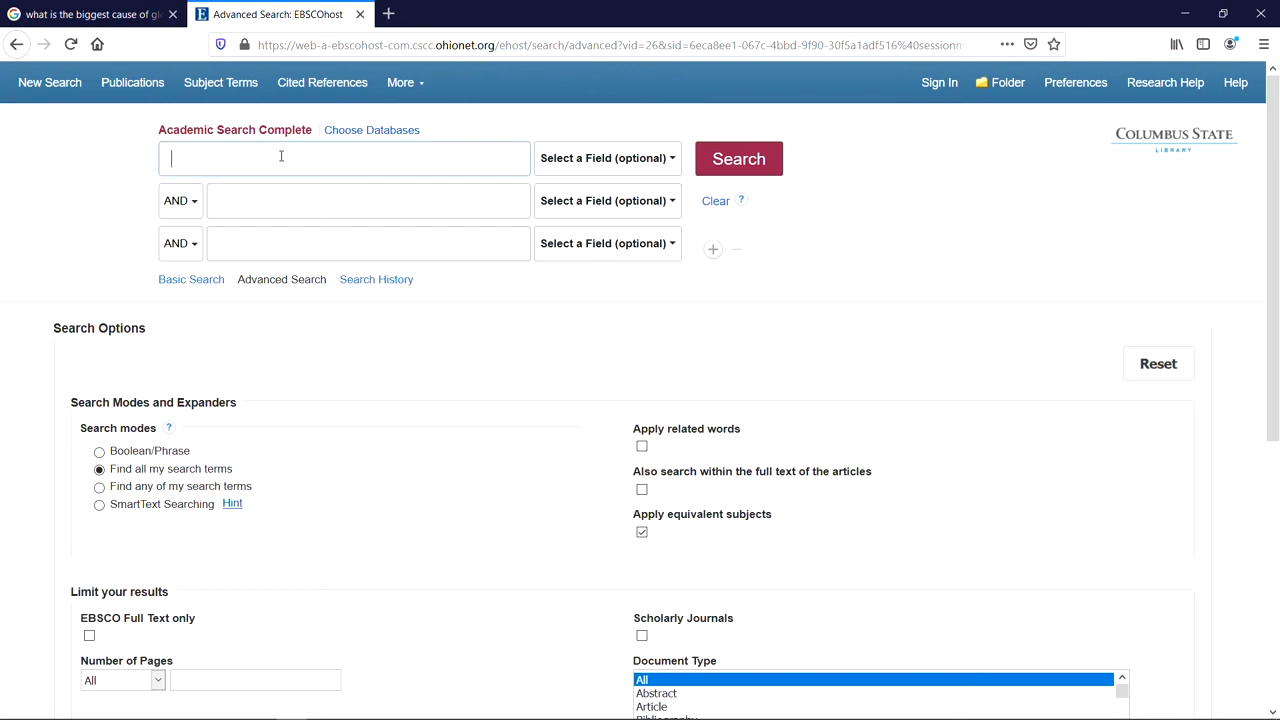 what is the biggest cause of gl
Advanced Search: EBSCOhost
https://web-a-ebscohost-com.cscc.ohionet.org/ehost/search/advanced?vid=26&sid=6eca8ee1-067c-4bbd-9f90-30f5a1adf516%40sessionm
New Search Publications Subject Terms Cited References More
Sign In Folder Preferences Research Help Help
Academic Search Complete Choose Databases
COLUMBUS STATE
LIBRARY
Select a Field (optional) Search
AND Select a Field (optional) Clear ?
AND Select a Field (optional)
Basic Search Advanced Search Search History
Search Options
Reset
Search Modes and Expanders
Search modes ?
Boolean/Phrase
Find all my search terms
Find any of my search terms
SmartText Searching Hint
Apply related words
Also search within the full text of the articles
Apply equivalent subjects
Limit your results
EBSCO Full Text only
Number of Pages
All
Scholarly Journals
Document Type
All
Abstract
Article
Bibliography